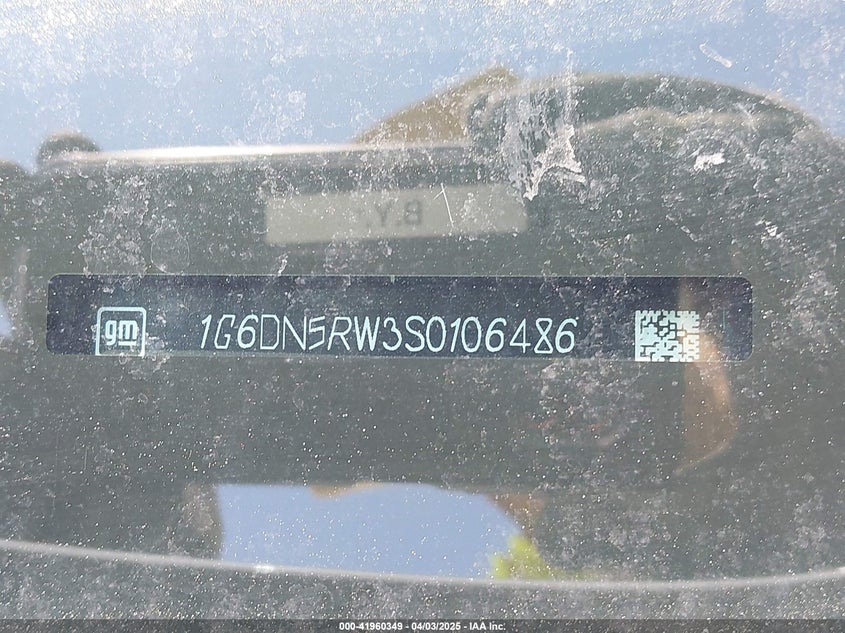 B.Y.
gm 1G6DN5RW3S0106486
000-41960349 - 04/03/2025 - IAA Inc.